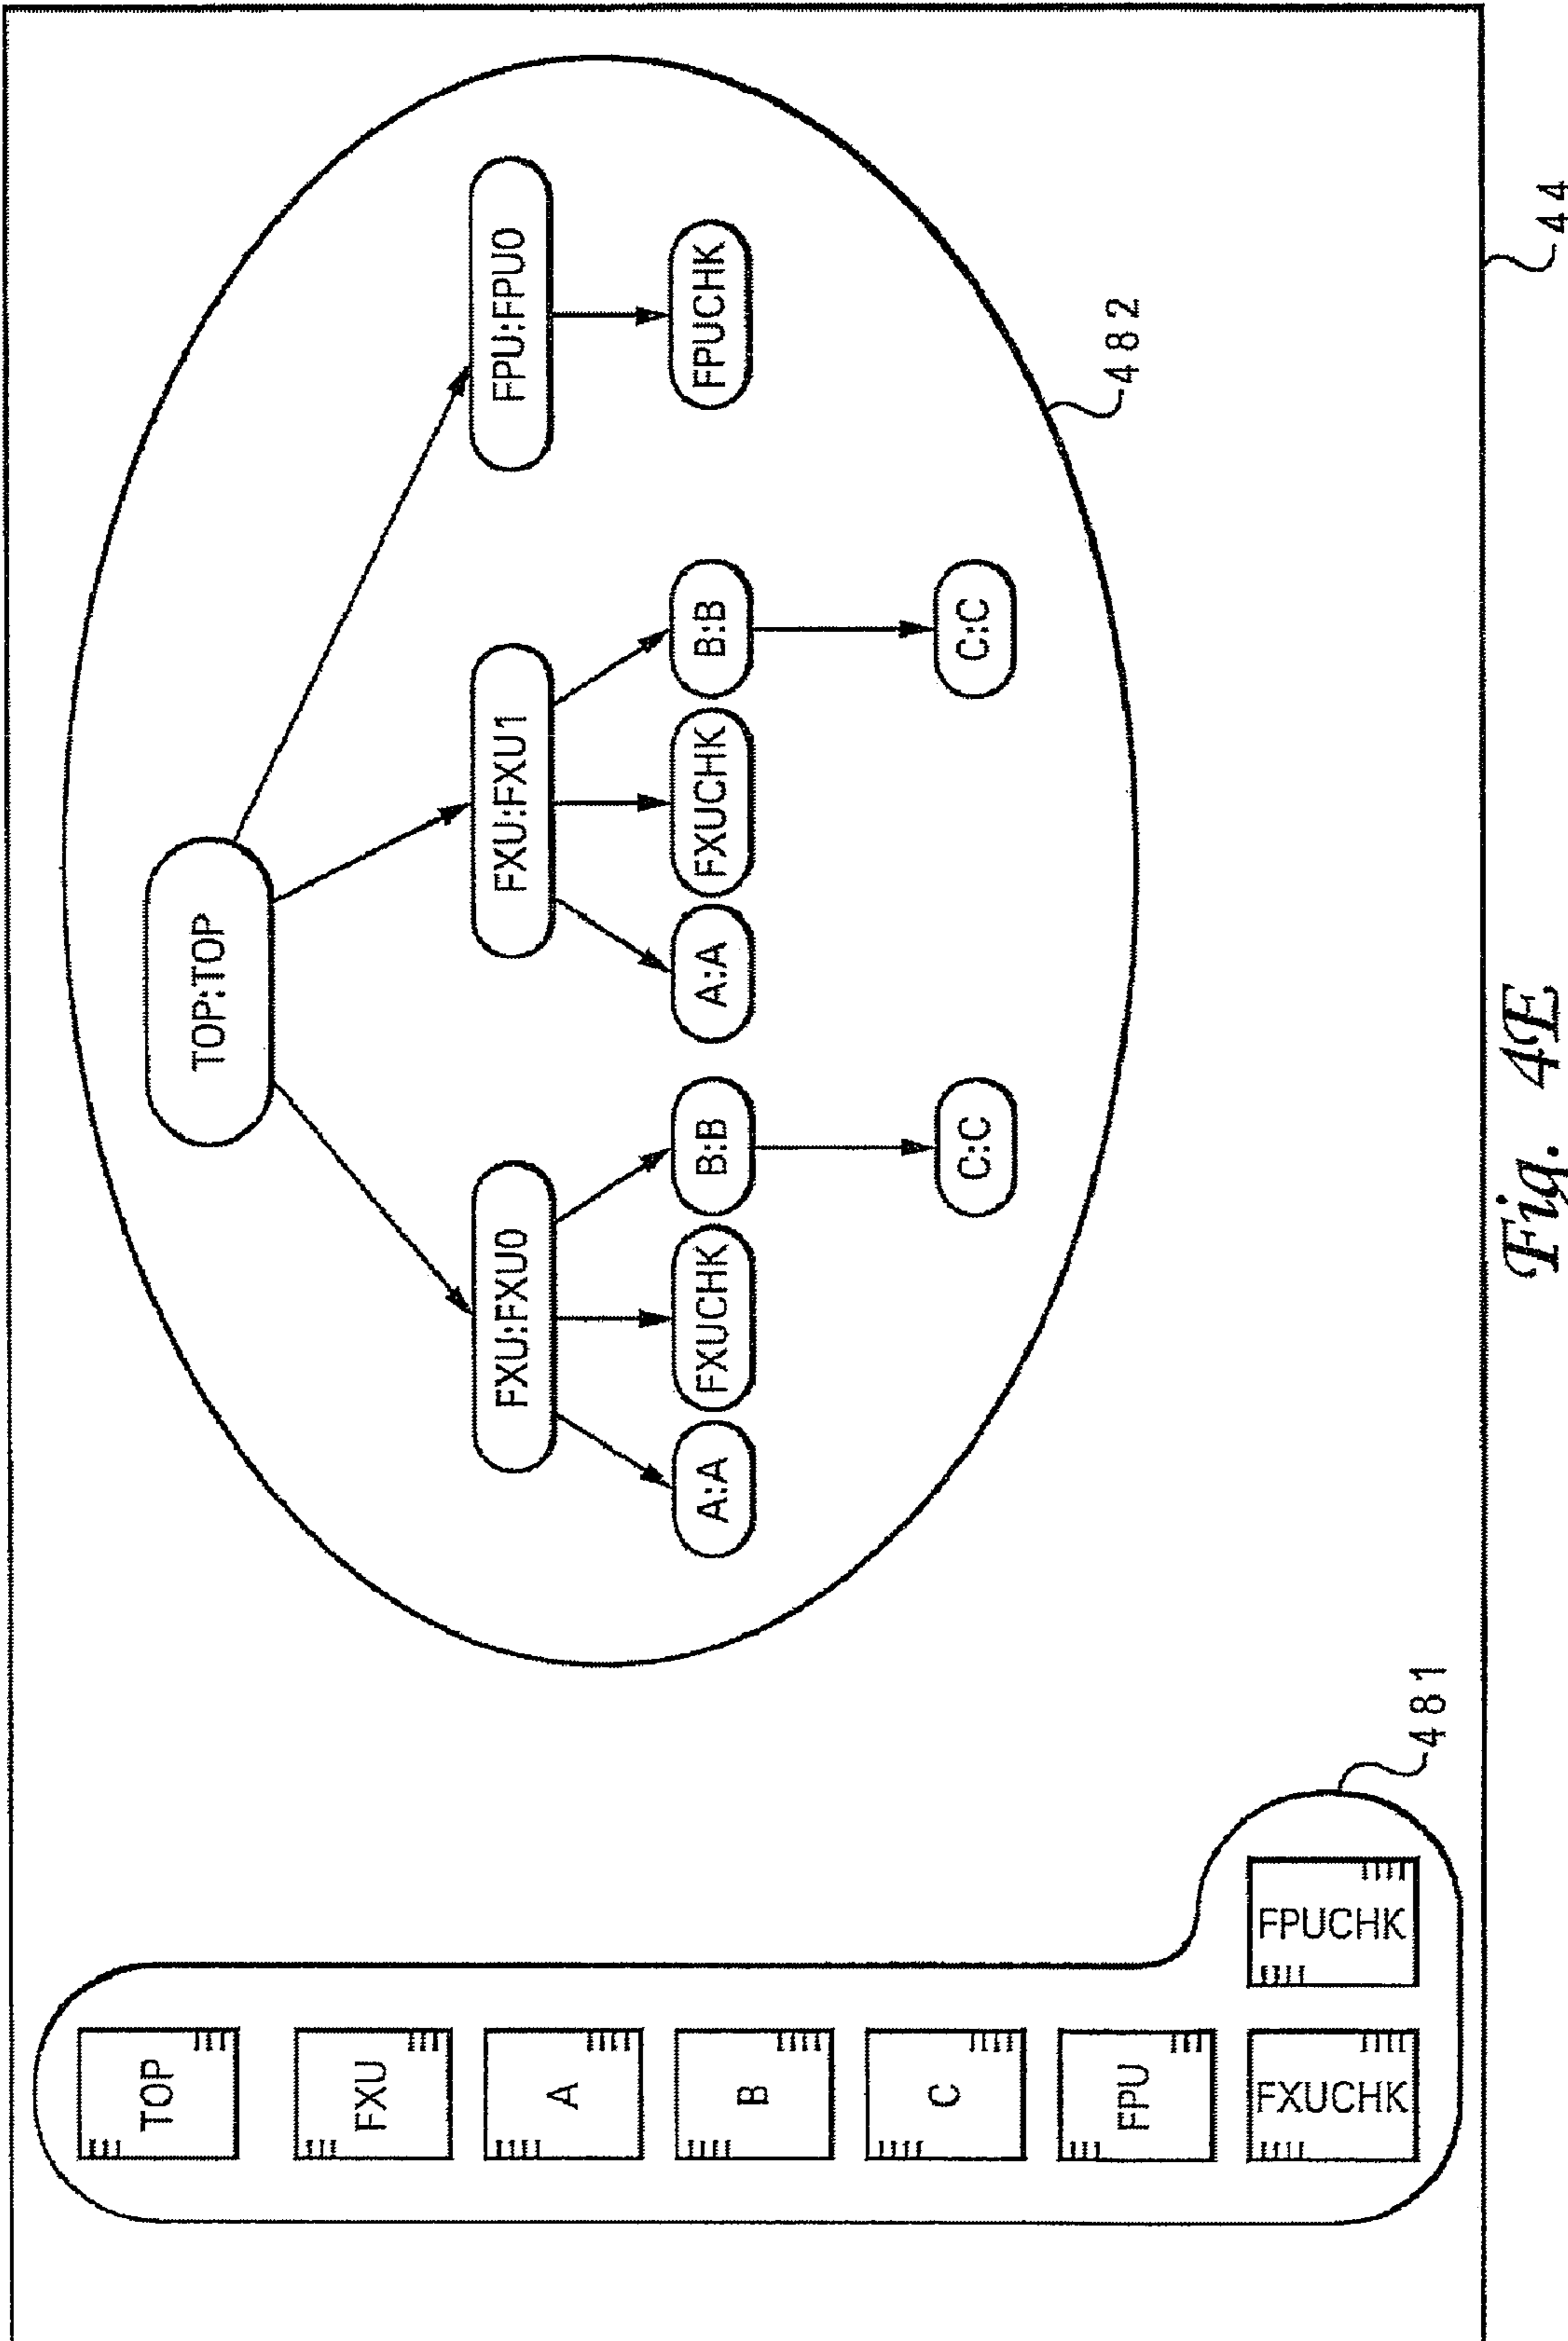 TOP
FXU
A
B
C
FPU
FXUCHK
FPUCHK
481
TOP:TOP
FXU:FXU0
FXU:FXU1
FPU:FPU0
A:A
FXUCHK
B:B
A:A
FXUCHK
B:B
FPUCHK
C:C
C:C
482
44
Fig. 4E